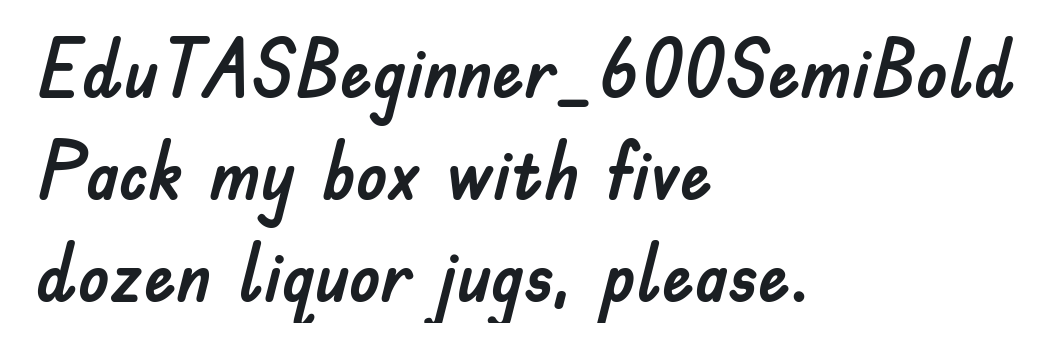 EduTASBeginner_600SemiBold
Pack my box with five
dozen liquor jugs, please.